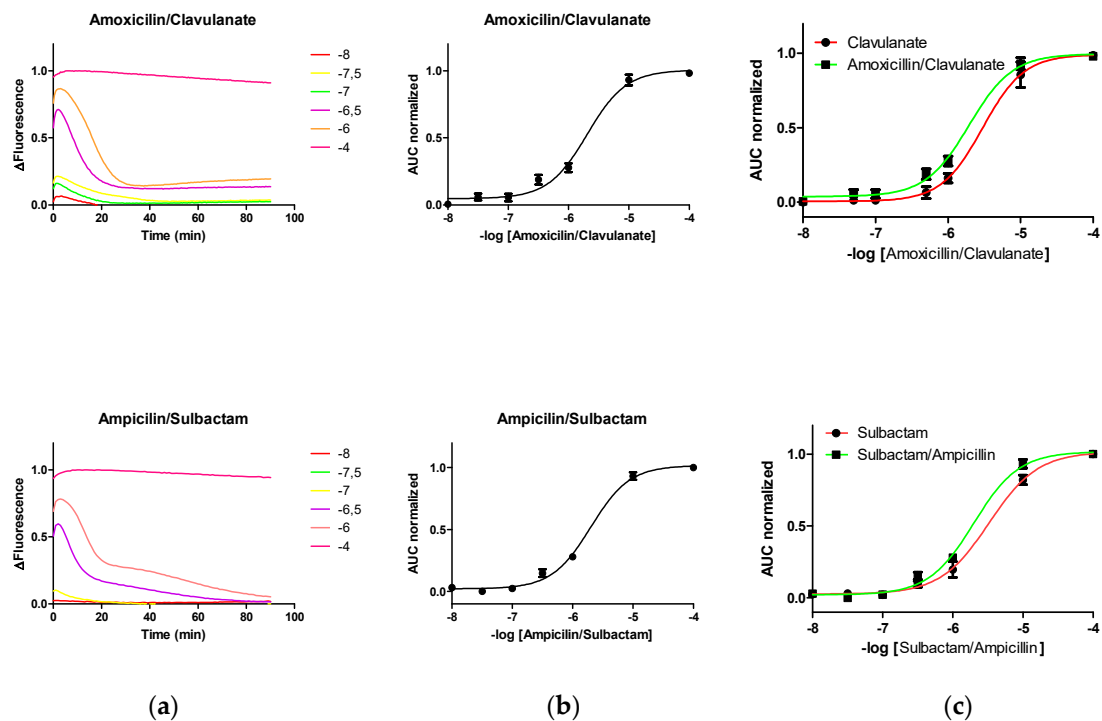 Amoxicilin/Clavulanate
ΔFluorescence
1.0
0.5
0.0
0
20
40
60
80
100
Time (min)
-8
-7,5
-7
-6,5
-6
-4
Amoxicilin/Clavulanate
AUC normalized
1.0
0.5
0.0
-8
-7
-6
-5
-4
-log [Amoxicilin/Clavulanate]
Clavulanate
Amoxicillin/Clavulanate
AUC normalized
1.0
0.5
0.0
-8
-7
-6
-5
-4
-log [Amoxicillin/Clavulanate]
Ampicilin/Sulbactam
ΔFluorescence
1.0
0.5
0.0
0
20
40
60
80
100
Time (min)
-8
-7,5
-7
-6,5
-6
-4
Ampicilin/Sulbactam
AUC normalized
1.0
0.5
0.0
-8
-7
-6
-5
-4
-log [Ampicilin/Sulbactam]
Sulbactam
Sulbactam/Ampicillin
AUC normalized
1.0
0.5
0.0
-8
-7
-6
-5
-4
-log [Sulbactam/Ampicillin]
(a)
(b)
(c)